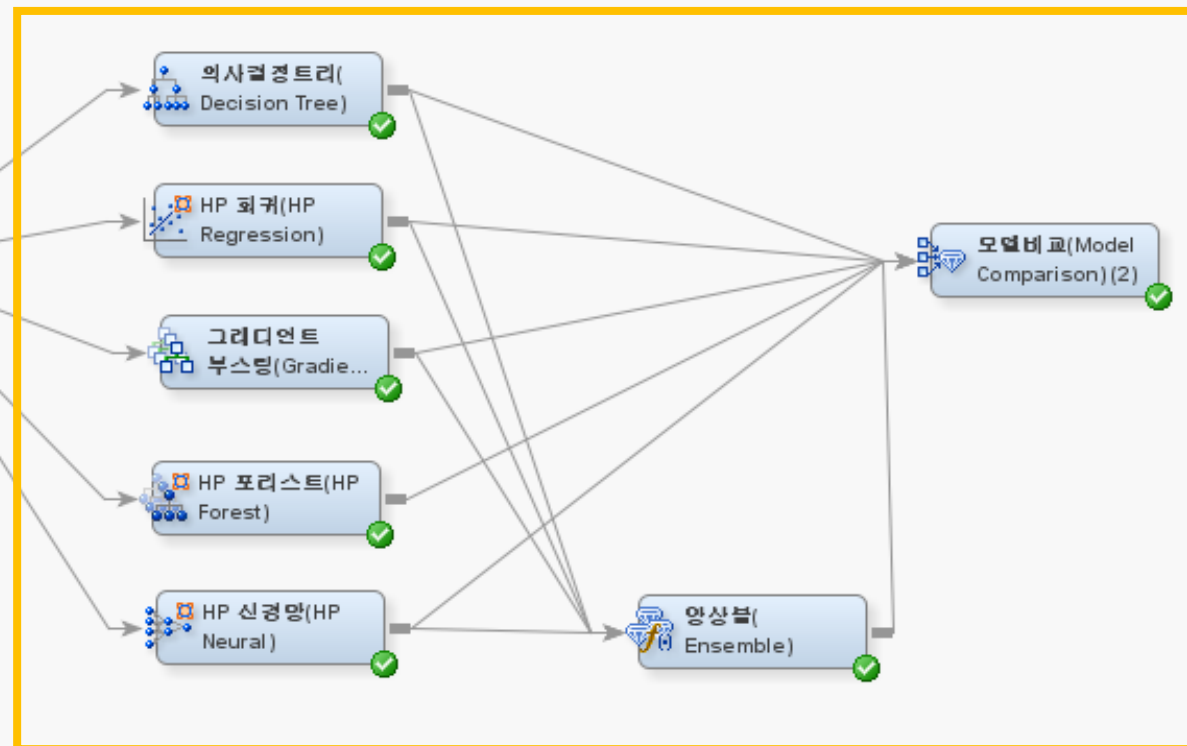 의사결정트리(
Decision Tree)
HP 회귀(HP
Regression)
그레디언트
부스팅(Gradie...
HP 포리스트(HP
Forest)
HP 신경망(HP
Neural)
앙상블(
Ensemble)
모델비교(Model
Comparison)(2)